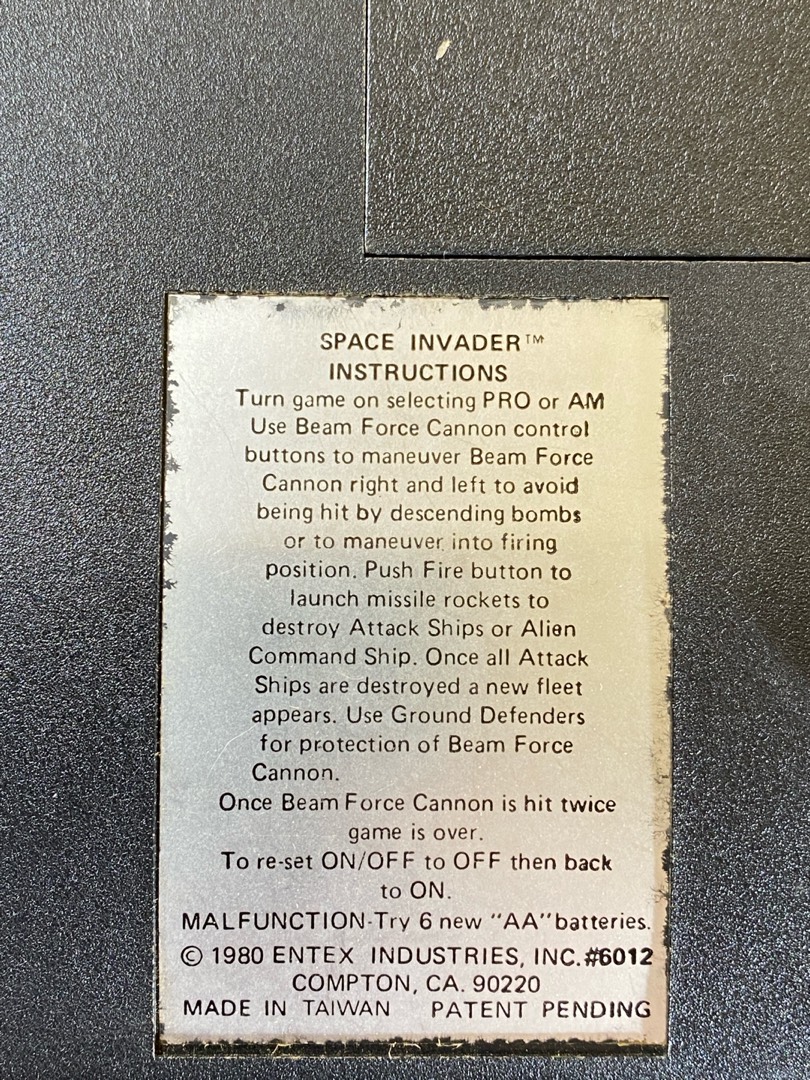 SPACE INVADER™
INSTRUCTIONS
Turn game on selecting PRO or AM
Use Beam Force Cannon control
buttons to maneuver Beam Force
Cannon right and left to avoid
being hit by descending bombs
or to maneuver into firing
position. Push Fire button to
launch missile rockets to
destroy Attack Ships or Alien
Command Ship. Once all Attack
Ships are destroyed a new fleet
appears. Use Ground Defenders
for protection of Beam Force
Cannon.
Once Beam Force Cannon is hit twice
game is over.
To re-set ON/OFF to OFF then back
to ON.
MALFUNCTION-Try 6 new "AA" batteries.
© 1980 ENTEX INDUSTRIES, INC. #6012
COMPTON, CA. 90220
MADE IN TAIWAN PATENT PENDING